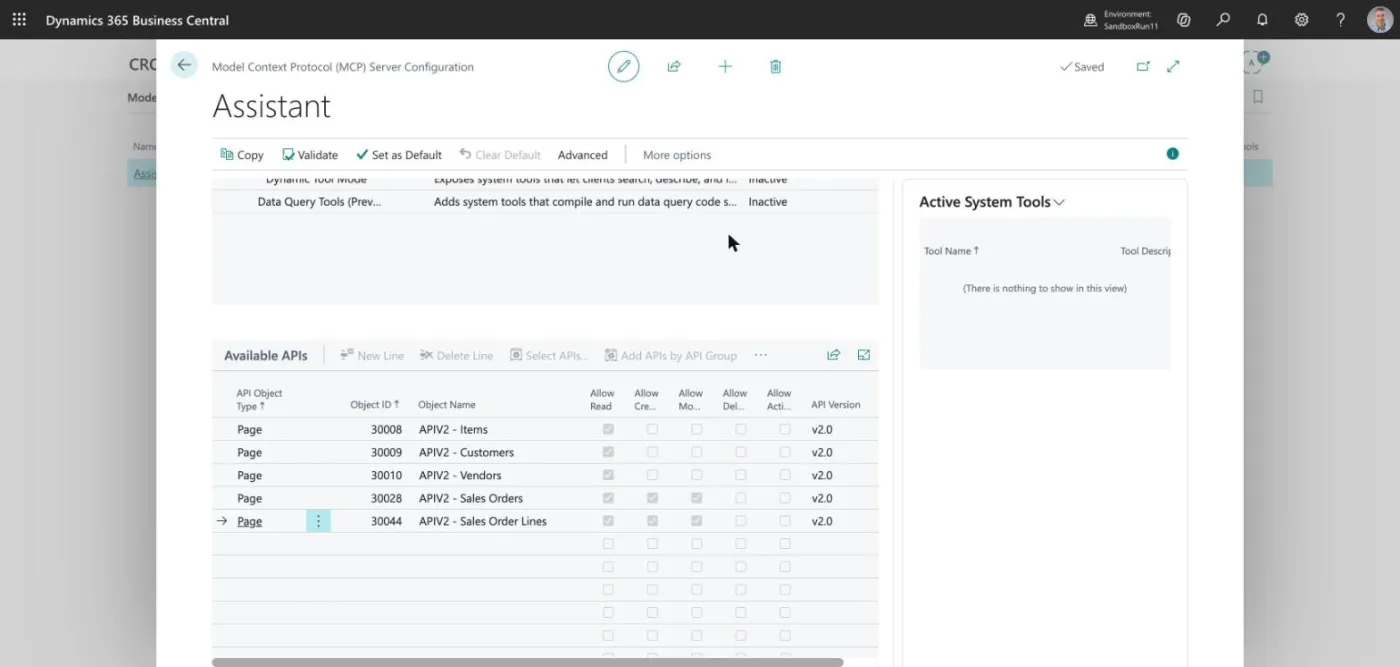 Dynamics 365 Business Central
Environment:
SandboxRun11
CRO
Model Context Protocol (MCP) Server Configuration
Saved
Mode
Assistant
Name
Assis
ools
Copy Validate Set as Default Clear Default Advanced More options
Dynamic Tool Mode Exposes system tools that let clients search, describe, and i... Inactive
Data Query Tools (Prev... Adds system tools that compile and run data query code s... Inactive
Active System Tools
Tool Name ↑ Tool Descrip
(There is nothing to show in this view)
Available APIs New Line Delete Line Select APIs... Add APIs by API Group ...
API Object Type ↑ Object ID ↑ Object Name Allow Read Allow Cre... Allow Mo... Allow Del... Allow Acti... API Version
Page 30008 APIV2 - Items v2.0
Page 30009 APIV2 - Customers v2.0
Page 30010 APIV2 - Vendors v2.0
Page 30028 APIV2 - Sales Orders v2.0
Page 30044 APIV2 - Sales Order Lines v2.0